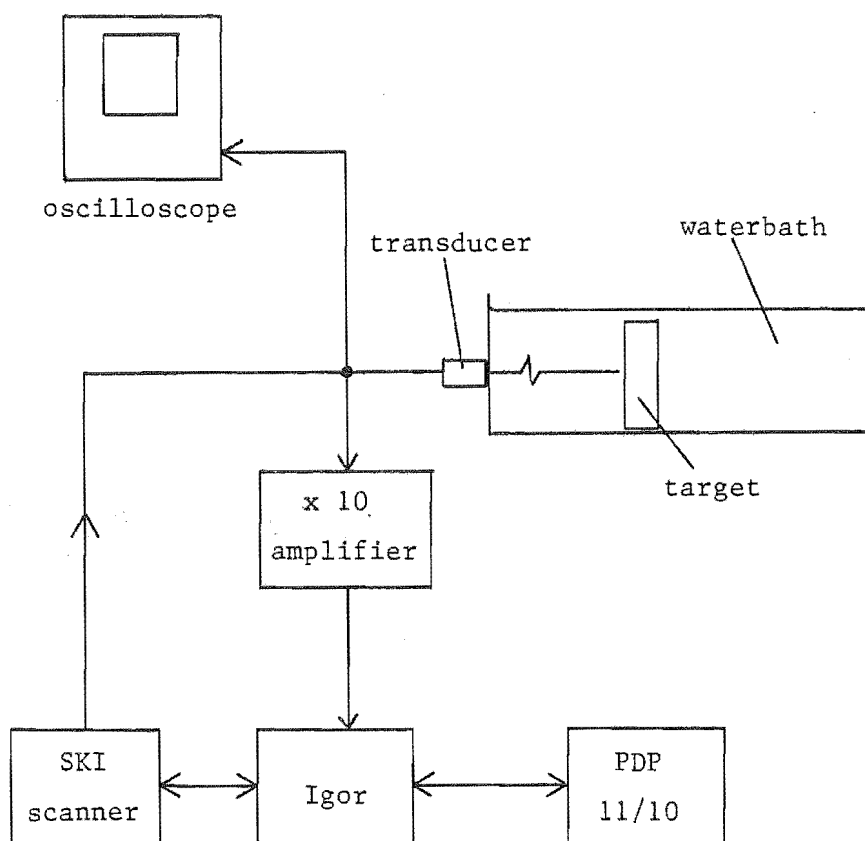 oscilloscope
transducer
waterbath
target
x 10
amplifier
SKI
scanner
Igor
PDP
11/10